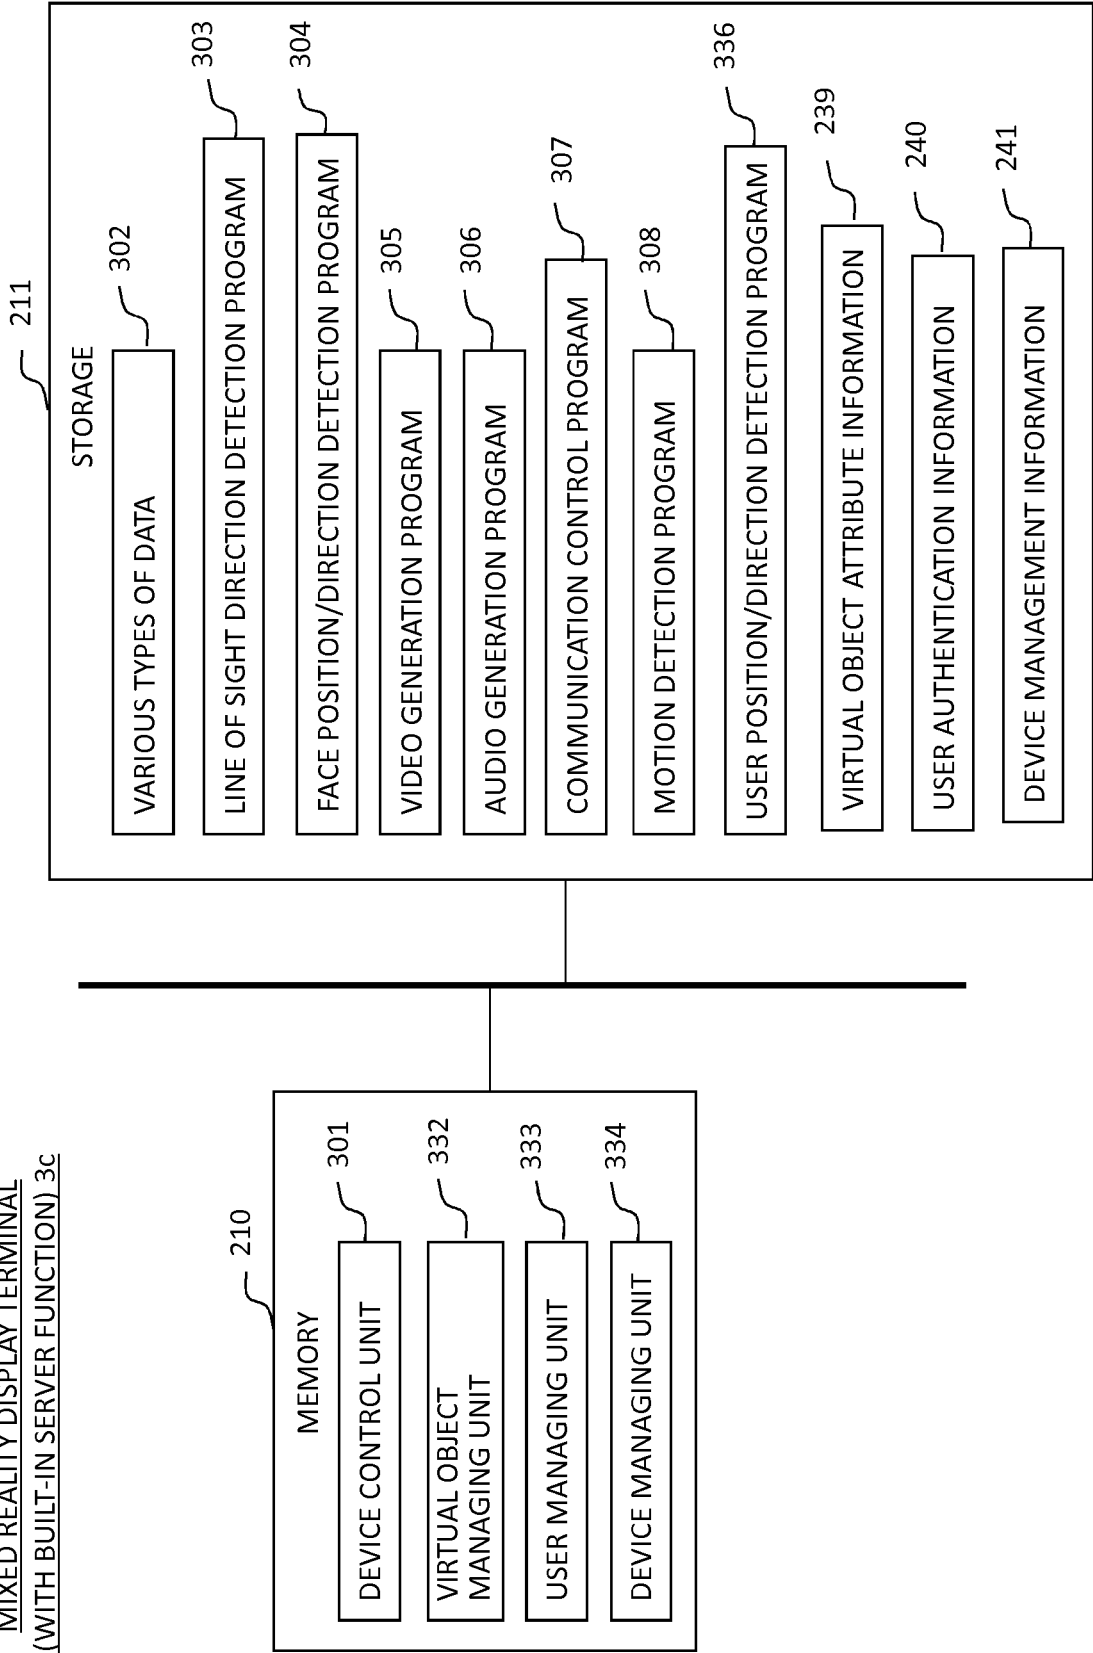 MIXED REALITY DISPLAY TERMINAL
(WITH BUILT-IN SERVER FUNCTION) 3c
210
MEMORY
DEVICE CONTROL UNIT
301
VIRTUAL OBJECT
MANAGING UNIT
332
USER MANAGING UNIT
333
DEVICE MANAGING UNIT
334
211
STORAGE
VARIOUS TYPES OF DATA
302
LINE OF SIGHT DIRECTION DETECTION PROGRAM
303
FACE POSITION/DIRECTION DETECTION PROGRAM
304
VIDEO GENERATION PROGRAM
305
AUDIO GENERATION PROGRAM
306
COMMUNICATION CONTROL PROGRAM
307
MOTION DETECTION PROGRAM
308
USER POSITION/DIRECTION DETECTION PROGRAM
336
VIRTUAL OBJECT ATTRIBUTE INFORMATION
239
USER AUTHENTICATION INFORMATION
240
DEVICE MANAGEMENT INFORMATION
241